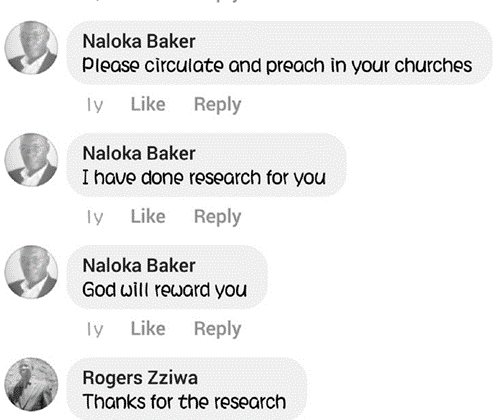 Naloka Baker
Please circulate and preach in your churches
1y Like Reply
Naloka Baker
I have done research for you
1y Like Reply
Naloka Baker
God will reward you
1y Like Reply
Rogers Zziwa
Thanks for the research